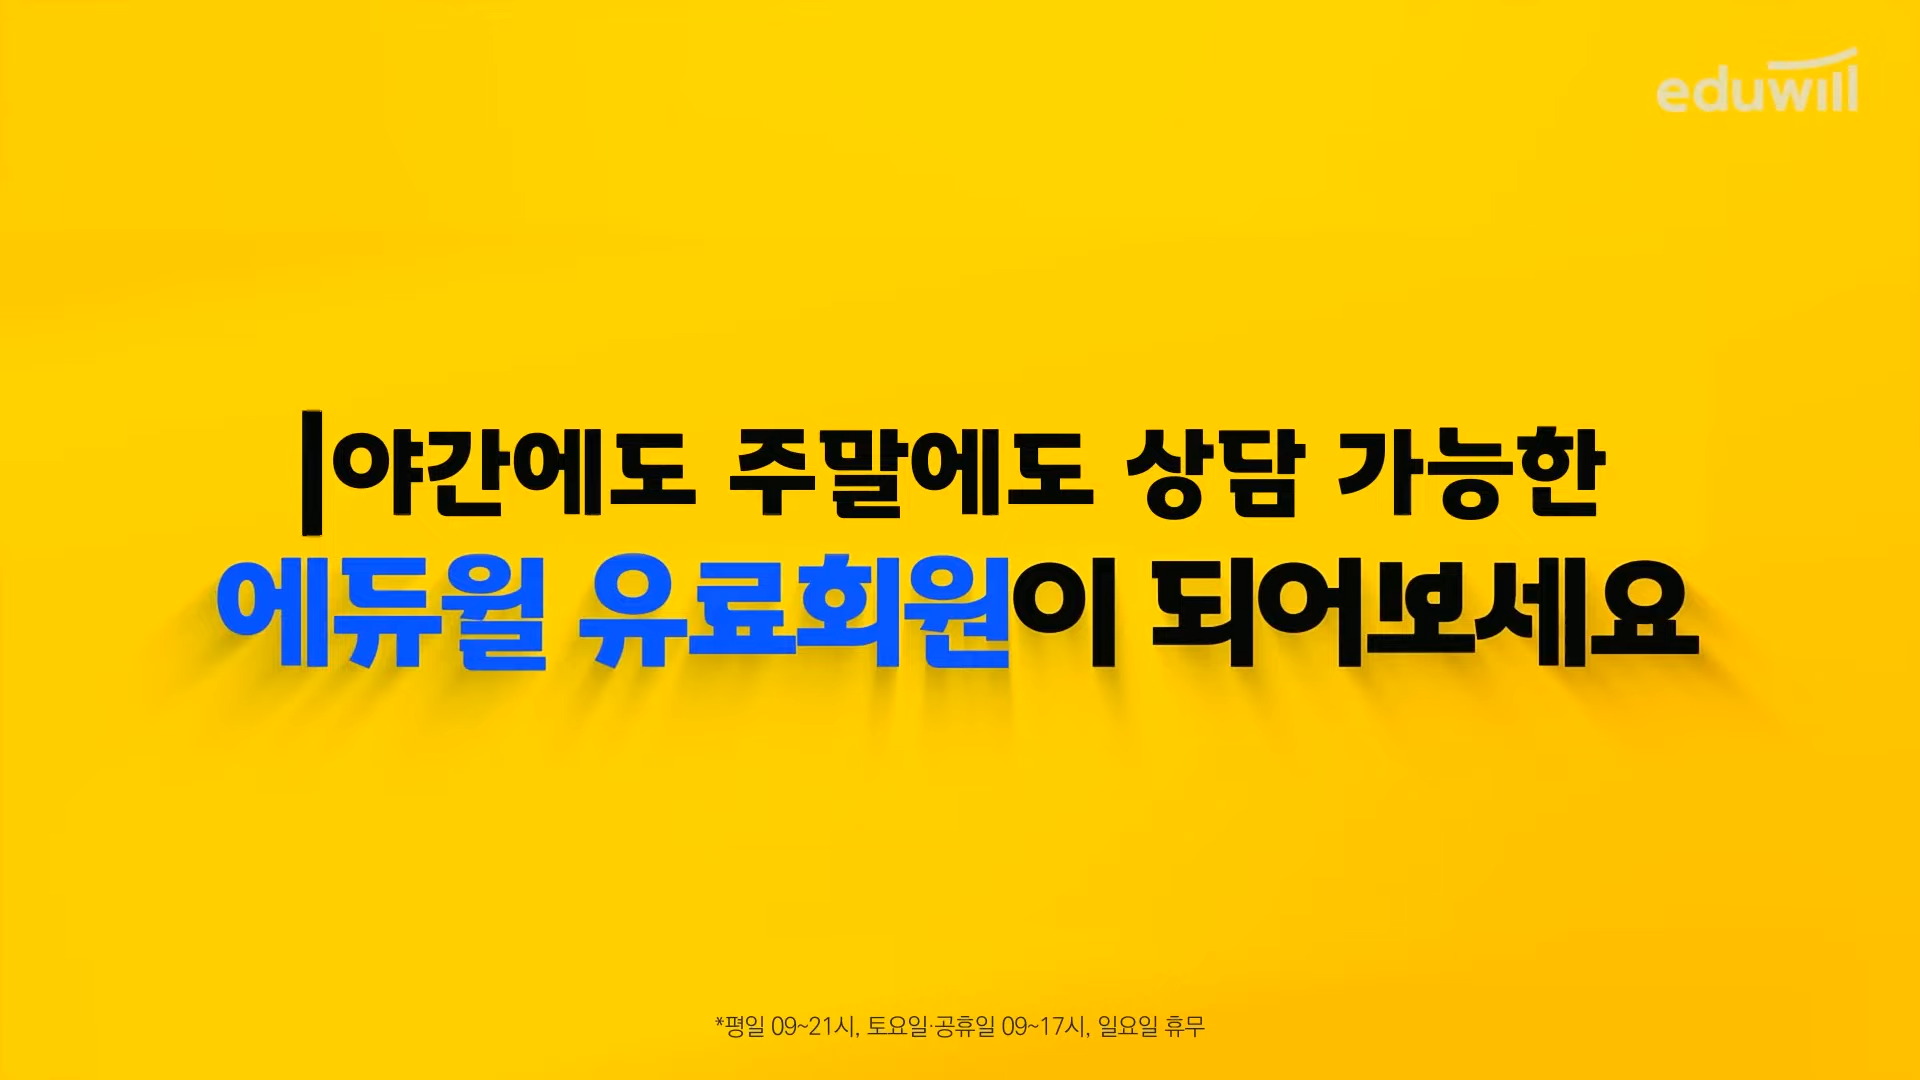 eduwill
야간에도 주말에도 상담 가능한
에듀윌 유료회원이 되어보세요
*평일 09~21시, 토요일·공휴일 09~17시, 일요일 휴무